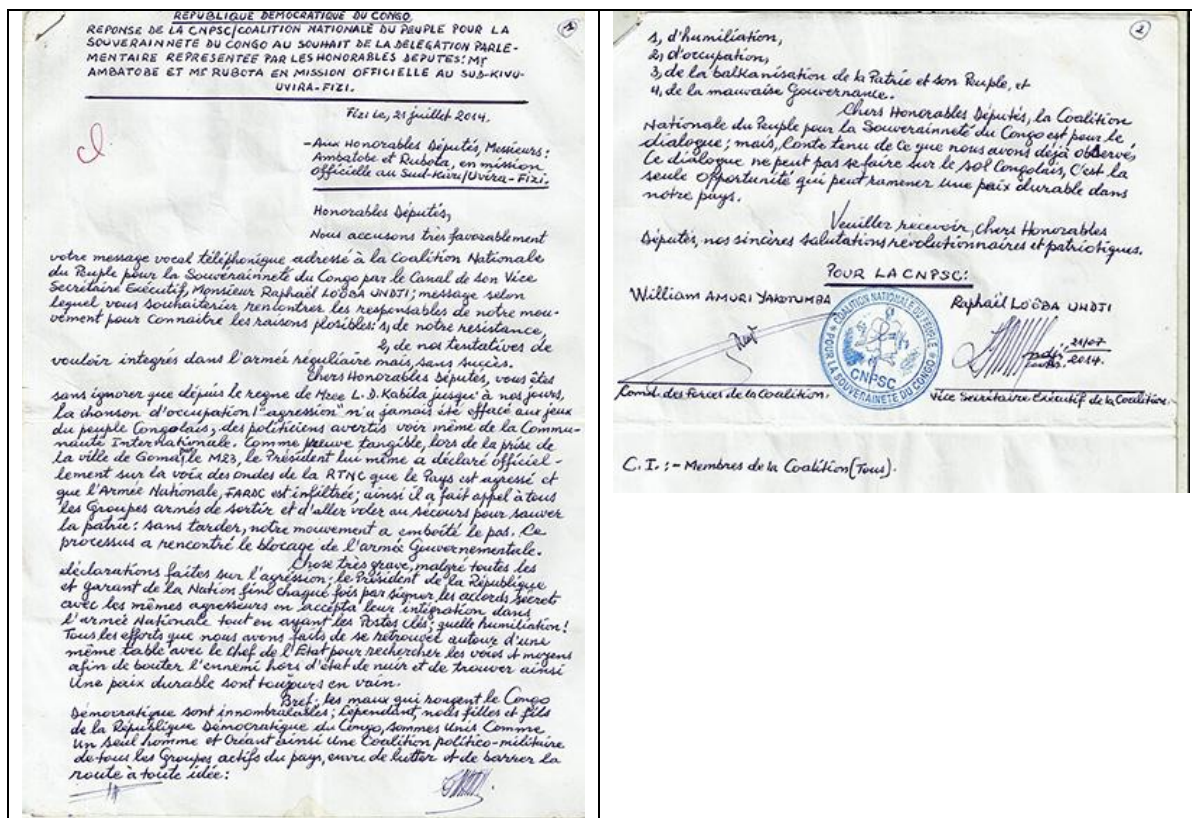 REPUBLIQUE DEMOCRATIQUE DU CONGO
REPONSE DE LA CNPSC/COALITION NATIONALE DU PEUPLE POUR LA
SOUVERAINNETE DU CONGO AU SOUHAIT DE LA DELEGATION PARLE-
MENTAIRE REPRESENTEE PAR LES HONORABLES DEPUTES: Mr
AMBATOBE ET Mr RUBOTA EN MISSION OFFICIELLE AU SUD-KIVU-
UVIRA-FIZI.
Fizi Le, 21 juillet 2014.
-Aux Honorables Députés, Messieurs:
Ambatobe et Rubota, en mission
officielle au Sud-Kivu/Uvira-Fizi.
Honorables Députés,
Nous accusons très favorablement
votre message vocal téléphonique adressé à la Coalition Nationale
du Peuple pour la Souveraineté du Congo par le Canal de son Vice
Secrétaire Exécutif, Monsieur Raphaël LOOBA UNDJI; message selon
lequel vous souhaiterier rencontrer les responsables de notre mou-
vement pour connaitre les raisons plosibles: 1, de notre resistance,
2, de nos tentatives de
vouloir integrés dans l'armée réguliaire mais, sans succès.
Chers Honorables Députés, vous êtes
sans ignorer que depuis le regne de Mzee L.D. Kabila jusqu'à nos jours,
la chonson d'occupation l'"agression" n'a jamais été effacé aux jeux
du peuple Congolais, des politiciens avertis voir même de la Commu-
nauté Internationale. Comme preuve tangible, lors de la prise de
la ville de Goma, le M23, le Président lui même a déclaré officiel-
lement sur la voix des ondes de la RTNC que le Pays est agressé et
que l'Armée Nationale, FARDC est infiltrée; ainsi il a fait appel à tous
les Groupes armés de sortir et d'aller voler au sécours pour sauver
la patrie: sans tarder, notre mouvement a emboîté le pas. Ce
processus a rencontré le blocage de l'armée Gouvernementale.
Chose très grave, malgré toutes les
déclarations faites sur l'agression; le Président de la République
et garant de la Nation fini chaque fois par signer les accords secrets
avec les mêmes agresseurs en accepta leur intégration dans
l'armée Nationale tout en ayant les Postes clés; quelle humiliation!
Tous les efforts que nous avons faits de se retrouver autour d'une
même table avec le Chef de l'Etat pour rechercher les voies et moyens
afin de bouter l'ennemi hors d'état de nuir et de trouver ainsi
Une paix durable sont toujours en vain.
Bref: les maux qui rongent le Congo
Démocratique sont innombralables; Cependant, nous filles et fils
de la République Démocratique du Congo, sommes Unis Comme
Un seul homme et Créant ainsi Une Coalition politico-militaire
de tous les Groupes actifs du pays, envu de lutter et de barrer la
route à toute idée:
2
1, d'humiliation,
2, d'occupation,
3, de la balkanisation de la Patrie et son Peuple, et
4, de la mauvaise Gouvernance.
Chers Honorables Députés, la Coalition
Nationale du Peuple pour la Souverainneté du Congo est pour le
dialogue; mais, Conte tenu de Ce que nous avons déjà observés
Ce dialogue ne peut pas se faire sur le sol Congolais, C'est la
seule Opportunité qui peut ramener une paix durable dans
notre pays.
Veuillez récevoir, Chers Honorables
Députés, nos sincères salutations révolutionnaires et patriotiques.
POUR LA CNPSC:
William AMURI YAKOTUMBA
Raphaël LOOBA UNDJI
COALITION NATIONALE DU PEUPLE
POUR LA SOUVERAINETE DU CONGO
CNPSC
21/07
2014.
Comd. des Forces de la Coalition.
Vice Secrétaire Exécutif de la Coalition.
C.I.:- Membres de la Coalition (Tous).